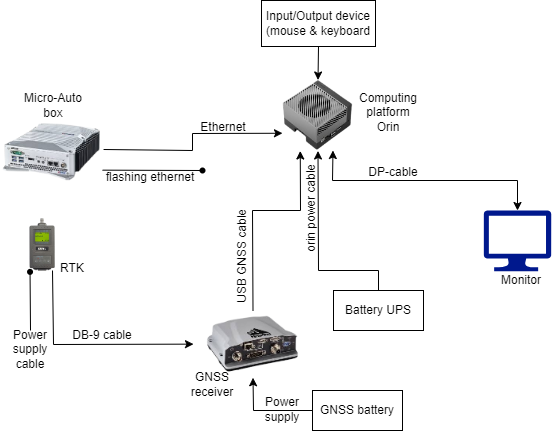 Input/Output device
(mouse & keyboard
Micro-Auto
box
Computing
platform
Orin
Ethernet
flashing ethernet
DP-cable
orin power cable
USB GNSS cable
RTK
Monitor
Battery UPS
Power
supply
cable
DB-9 cable
GNSS
receiver
Power
supply
GNSS battery